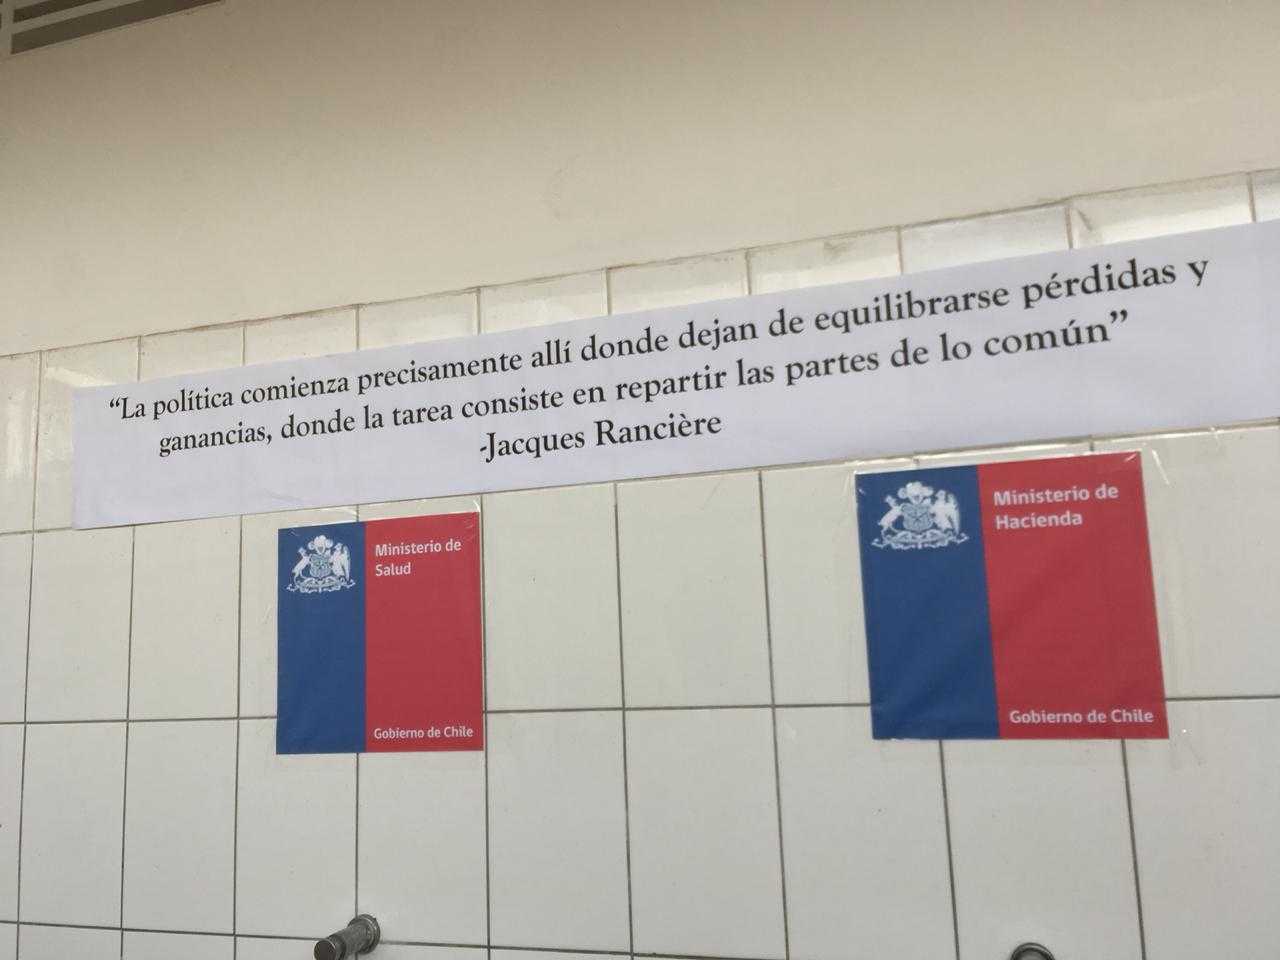 “La política comienza precisamente allí donde dejan de equilibrarse pérdidas y
ganancias, donde la tarea consiste en repartir las partes de lo común”
-Jacques Rancière
Ministerio de
Salud
Gobierno de Chile
Ministerio de
Hacienda
Gobierno de Chile